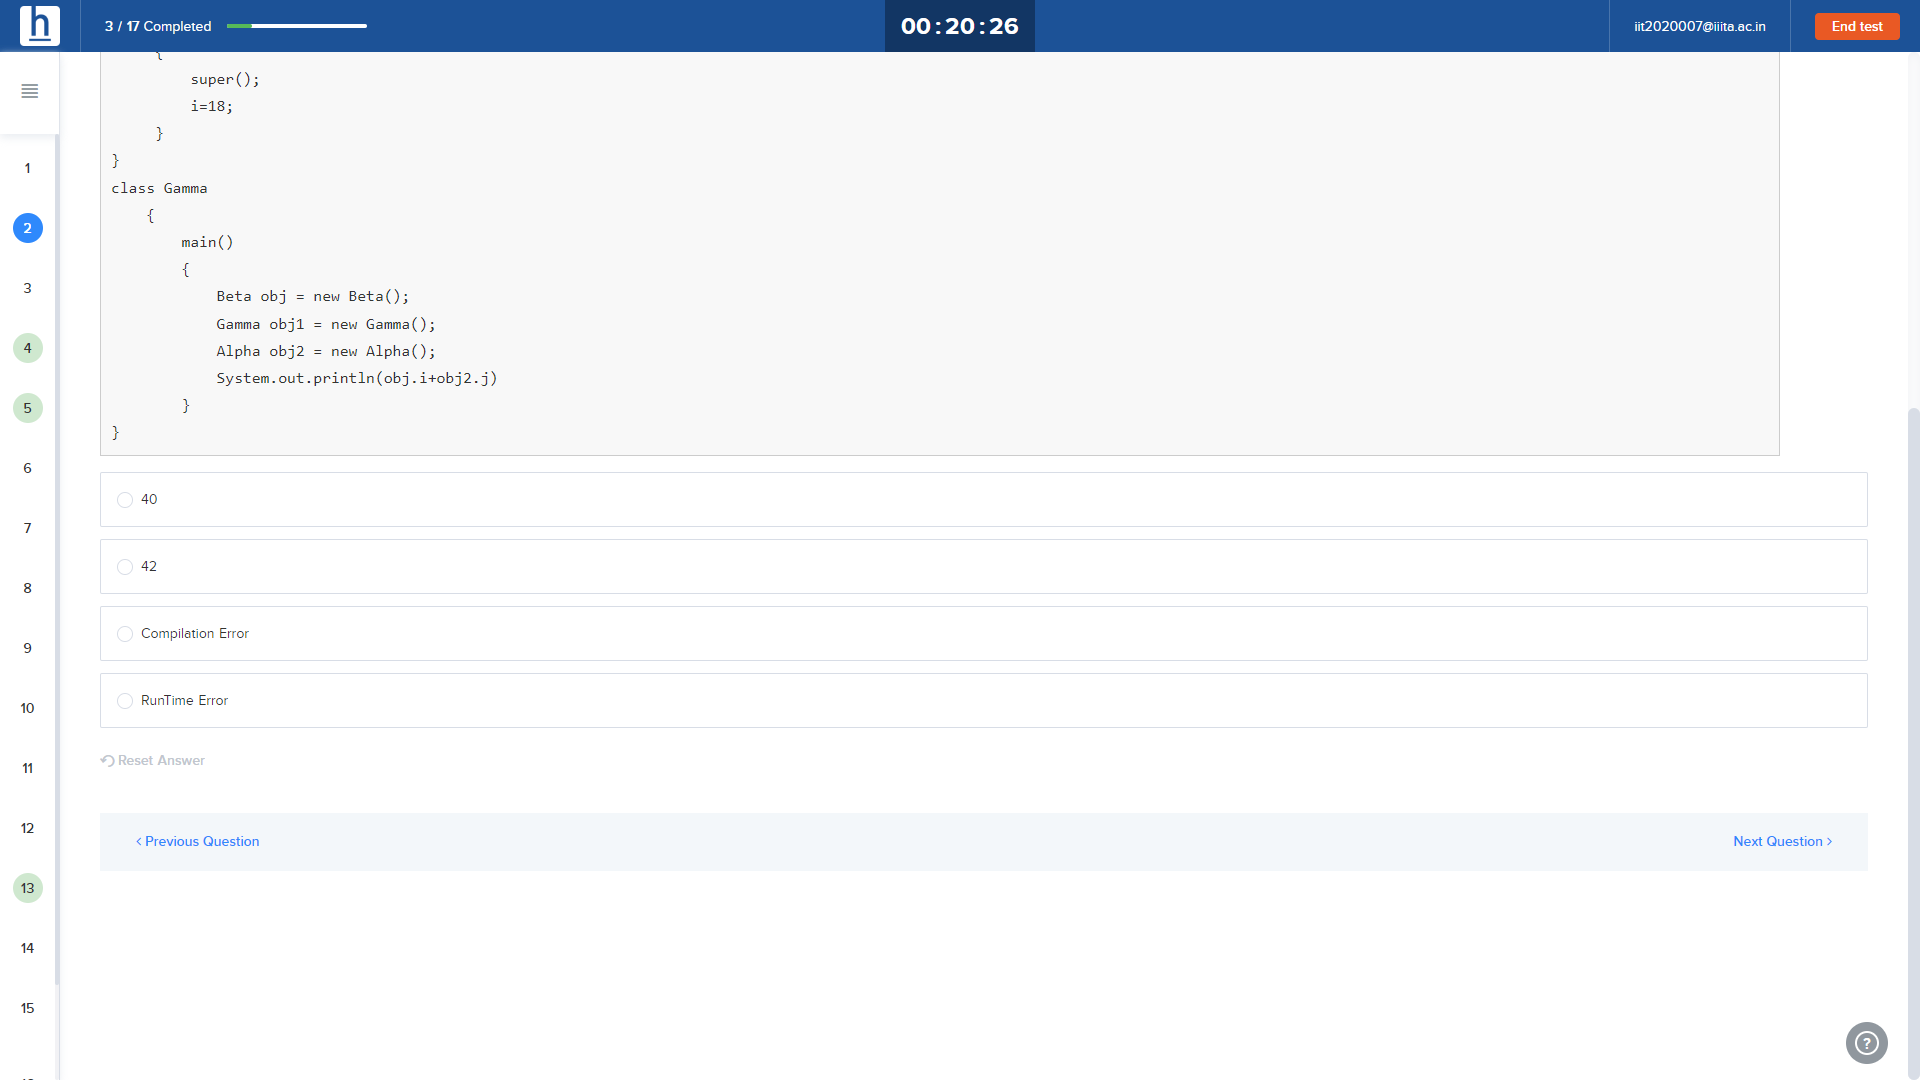 h
3 / 17 Completed
00:20:26
iit2020007@iiita.ac.in
End test
1
2
3
4
5
6
7
8
9
10
11
12
13
14
15
{
super();
i=18;
}
}
class Gamma
{
main()
{
Beta obj = new Beta();
Gamma obj1 = new Gamma();
Alpha obj2 = new Alpha();
System.out.println(obj.i+obj2.j)
}
}
40
42
Compilation Error
RunTime Error
Reset Answer
< Previous Question
Next Question >
?